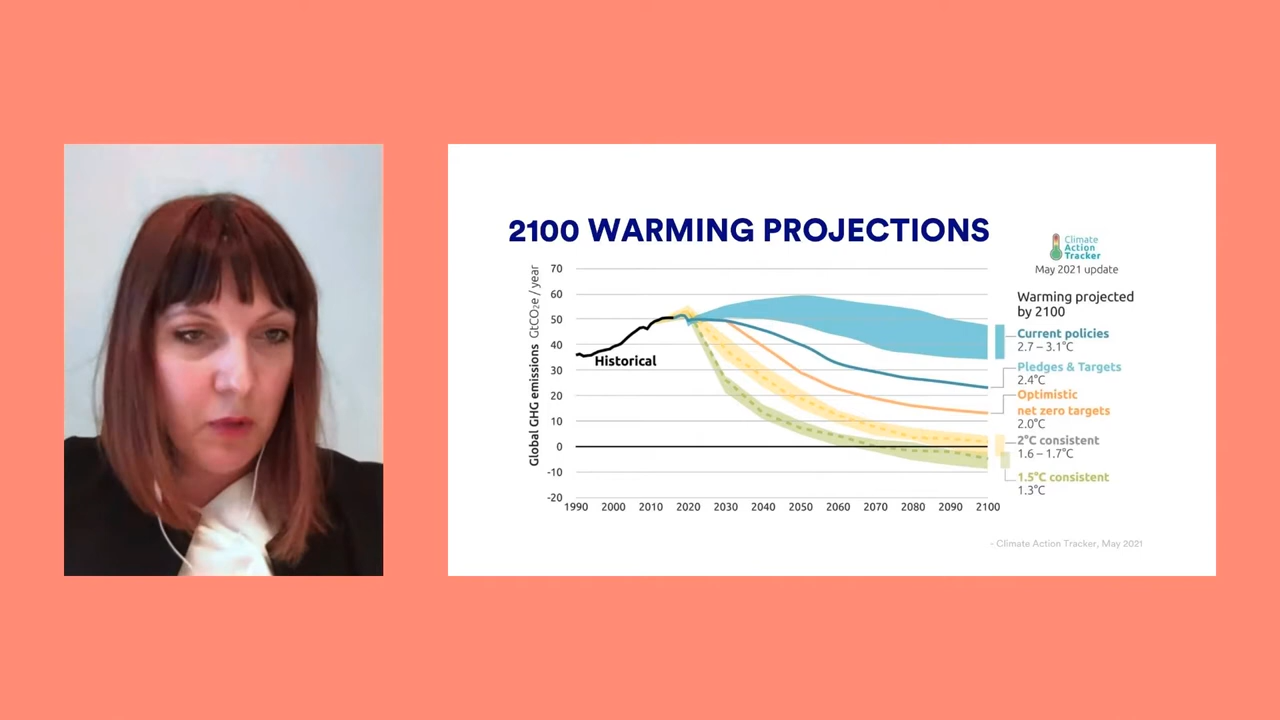 2100 WARMING PROJECTIONS
Climate
Action
Tracker
May 2021 update
Global GHG emissions GtCO₂e / year
70
60
50
40
30
20
10
0
-10
-20
Historical
1990 2000 2010 2020 2030 2040 2050 2060 2070 2080 2090 2100
Warming projected
by 2100
Current policies
2.7 – 3.1°C
Pledges & Targets
2.4°C
Optimistic
net zero targets
2.0°C
2°C consistent
1.6 – 1.7°C
1.5°C consistent
1.3°C
- Climate Action Tracker, May 2021